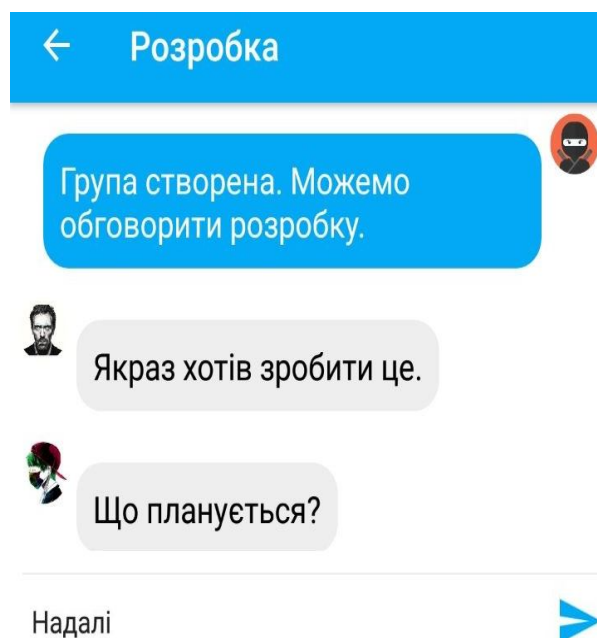 Розробка
Група створена. Можемо
обговорити розробку.
Якраз хотів зробити це.
Що планується?
Надалі